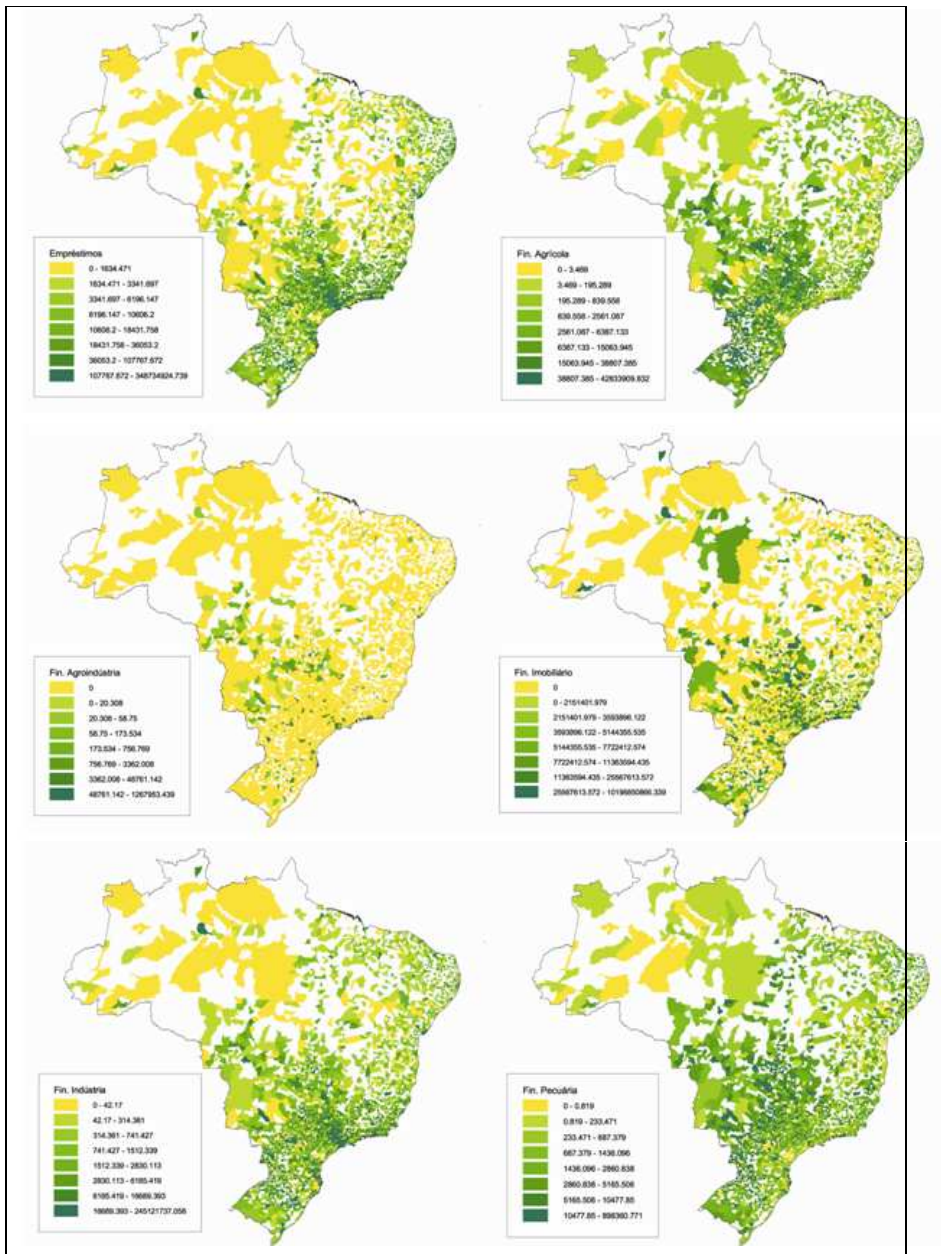 Empréstimos
0 - 1634.471
1634.471 - 3341.697
3341.697 - 6196.147
6196.147 - 10606.2
10606.2 - 18431.758
18431.758 - 36053.2
36053.2 - 107767.672
107767.672 - 348734924.739
Fin. Agrícola
0 - 3.469
3.469 - 195.289
195.289 - 839.558
839.558 - 2561.087
2561.087 - 6387.133
6387.133 - 15063.945
15063.945 - 38807.385
38807.385 - 42633909.832
Fin. Agroindústria
0
0 - 20.308
20.308 - 58.75
58.75 - 173.534
173.534 - 756.769
756.769 - 3362.008
3362.008 - 48761.142
48761.142 - 1267953.439
Fin. Imobiliário
0
0 - 2151401.979
2151401.979 - 3593896.122
3593896.122 - 5144355.535
5144355.535 - 7722412.574
7722412.574 - 11363594.435
11363594.435 - 25567613.572
25567613.572 - 10196850866.339
Fin. Indústria
0 - 42.17
42.17 - 314.361
314.361 - 741.427
741.427 - 1512.339
1512.339 - 2830.113
2830.113 - 6185.419
6185.419 - 16689.393
16689.393 - 245121737.056
Fin. Pecuária
0 - 0.819
0.819 - 233.471
233.471 - 687.379
687.379 - 1436.096
1436.096 - 2860.838
2860.838 - 5165.506
5165.506 - 10477.85
10477.85 - 898360.771